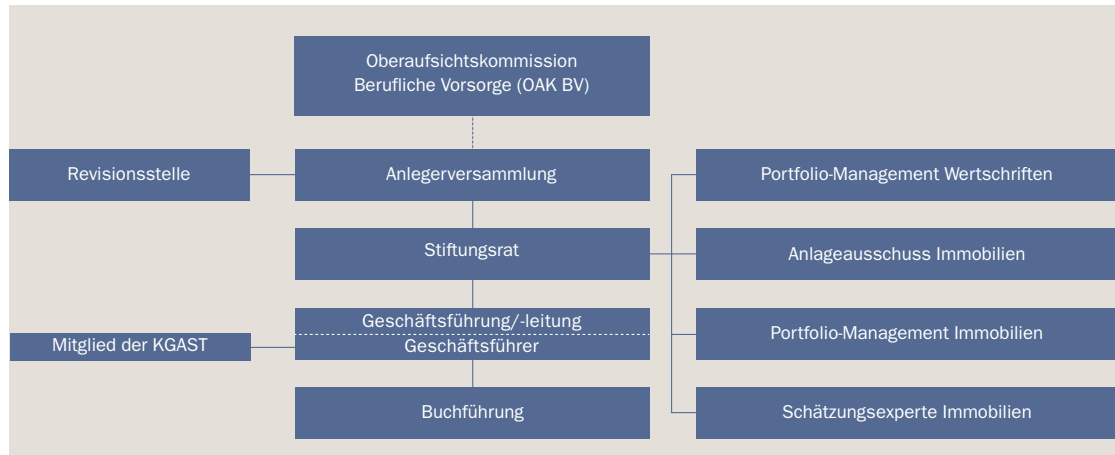 Oberaufsichtskommission
Berufliche Vorsorge (OAK BV)
Revisionsstelle
Anlegerversammlung
Portfolio-Management Wertschriften
Stiftungsrat
Anlageausschuss Immobilien
Geschäftsführung/-leitung
Geschäftsführer
Mitglied der KGAST
Portfolio-Management Immobilien
Buchführung
Schätzungsexperte Immobilien